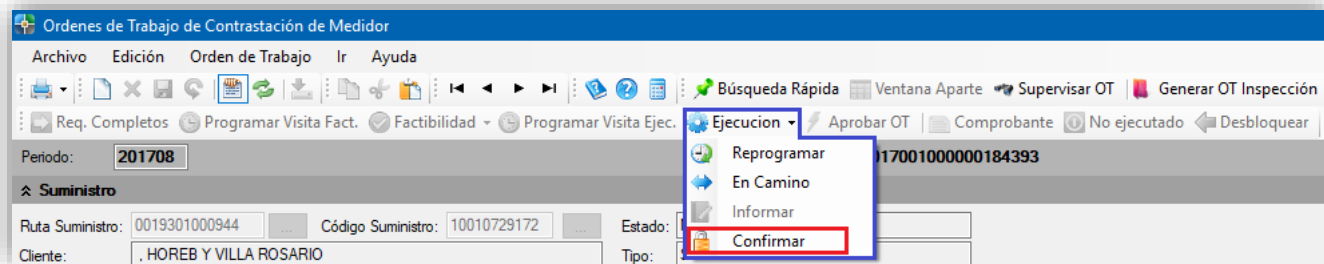 Ordenes de Trabajo de Contrastación de Medidor
Archivo Edición Orden de Trabajo Ir Ayuda
Búsqueda Rápida Ventana Aparte Supervisar OT Generar OT Inspección
Req. Completos Programar Visita Fact. Factibilidad Programar Visita Ejec. Ejecucion Aprobar OT Comprobante No ejecutado Desbloquear
Periodo: 201708 17001000000184393
Reprogramar
Suministro
En Camino
Ruta Suministro: 0019301000944 ... Código Suministro: 10010729172 ... Estado:
Informar
Confirmar
Cliente: , HOREB Y VILLA ROSARIO Tipo: